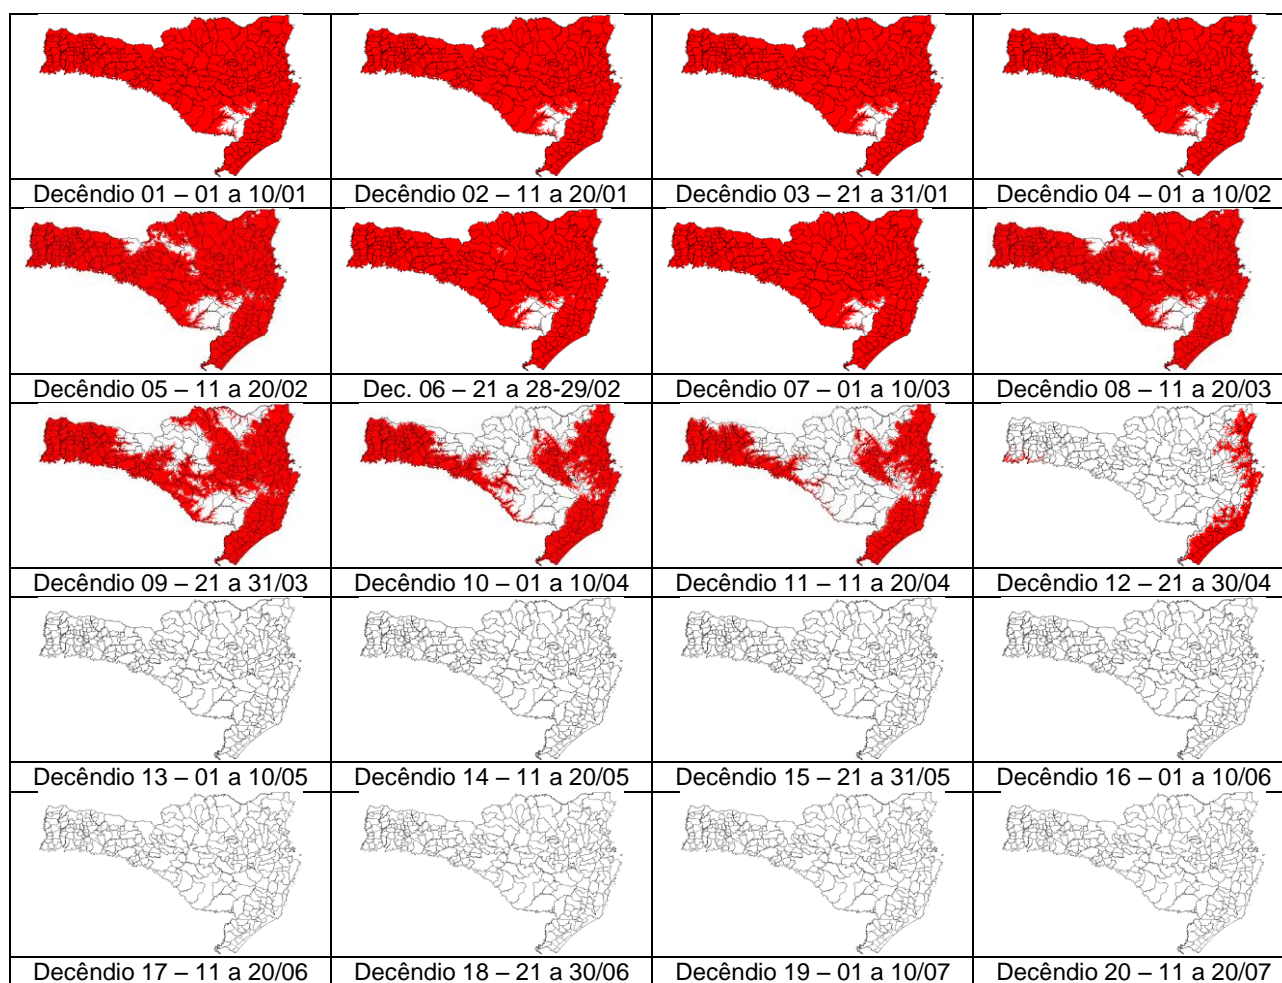 Decêndio 01 – 01 a 10/01
Decêndio 02 – 11 a 20/01
Decêndio 03 – 21 a 31/01
Decêndio 04 – 01 a 10/02
Decêndio 05 – 11 a 20/02
Dec. 06 – 21 a 28-29/02
Decêndio 07 – 01 a 10/03
Decêndio 08 – 11 a 20/03
Decêndio 09 – 21 a 31/03
Decêndio 10 – 01 a 10/04
Decêndio 11 – 11 a 20/04
Decêndio 12 – 21 a 30/04
Decêndio 13 – 01 a 10/05
Decêndio 14 – 11 a 20/05
Decêndio 15 – 21 a 31/05
Decêndio 16 – 01 a 10/06
Decêndio 17 – 11 a 20/06
Decêndio 18 – 21 a 30/06
Decêndio 19 – 01 a 10/07
Decêndio 20 – 11 a 20/07